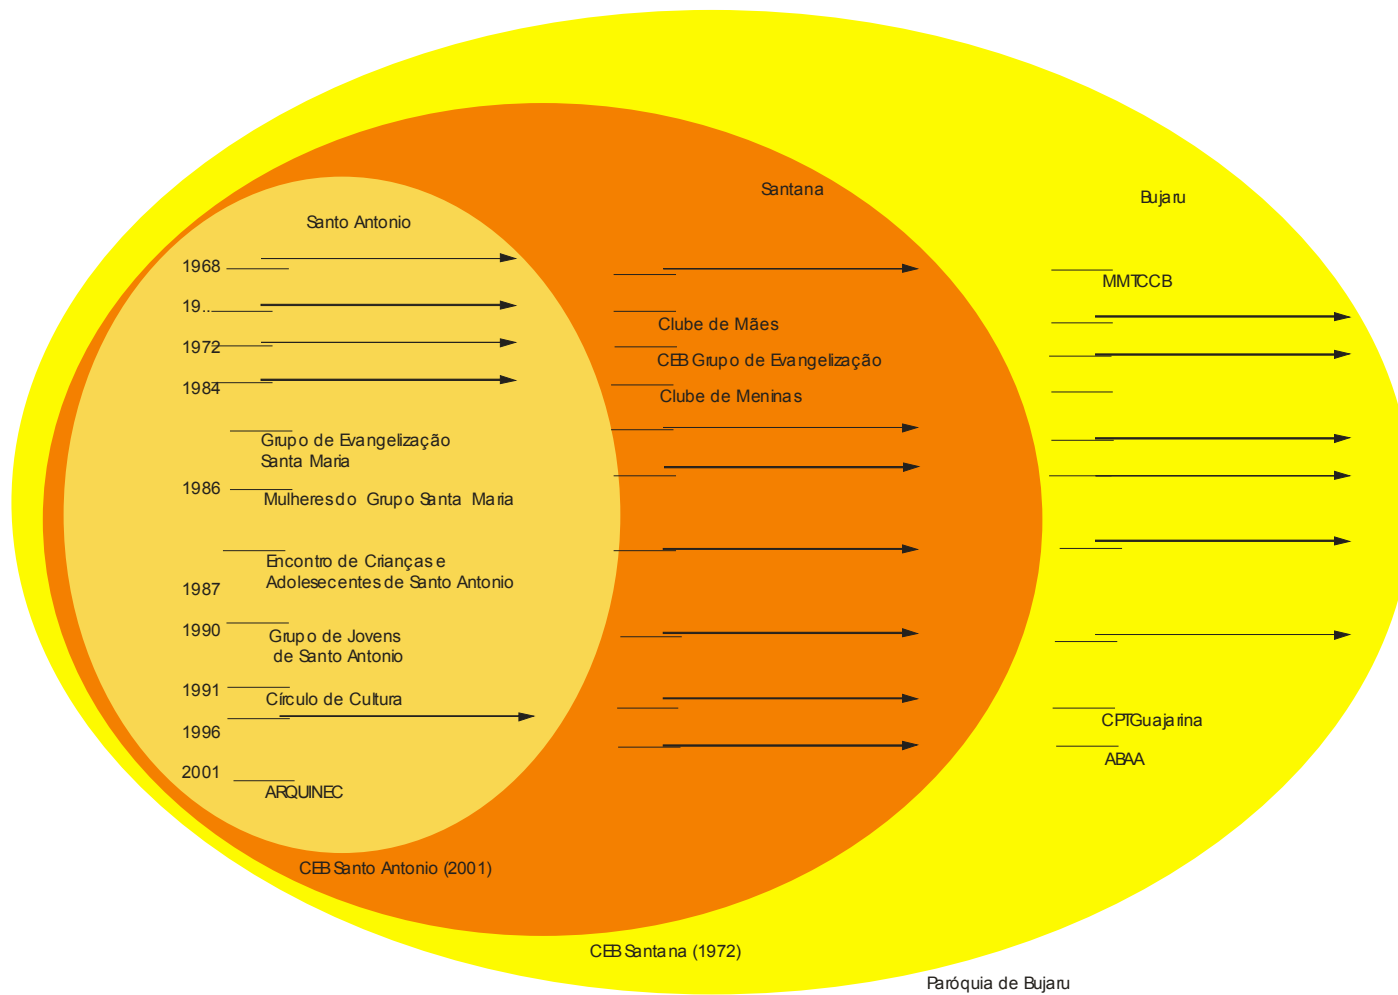 Santana
Bujaru
Santo Antonio
1968
MMTCCB
19...
Clube de Mães
1972
CEB Grupo de Evangelização
1984
Clube de Meninas
Grupo de Evangelização
Santa Maria
1986
Mulheres do Grupo Santa Maria
Encontro de Crianças e
Adolesecentes de Santo Antonio
1987
1990
Grupo de Jovens
de Santo Antonio
1991
Círculo de Cultura
CPTGuajarina
1996
ABAA
2001
ARQUINEC
CEB Santo Antonio (2001)
CEB Santana (1972)
Paróquia de Bujaru